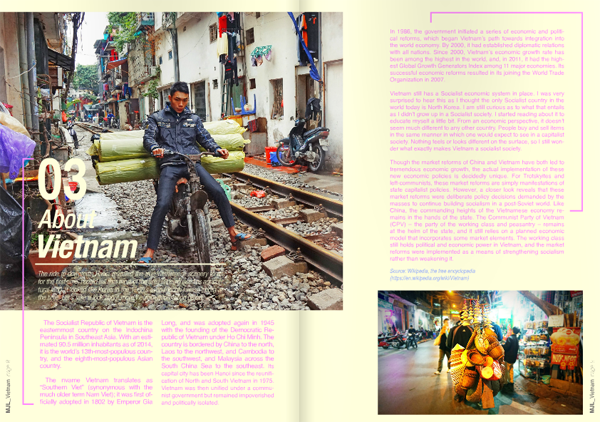 03
About
Vietnam
The Socialist Republic of Vietnam is the
easternmost country on the Indochina
Peninsula in Southeast Asia. With an esti-
mated 90.5 million inhabitants as of 2014,
it is the world's 13th-most-populous coun-
try, and the eighth-most-populous Asian
country.
The name Vietnam translates as
"Southern Viet" (synonymous with the
much older term Nam Viet); it was first of-
ficially adopted in 1802 by Emperor Gia
Long, and was adopted again in 1945
with the founding of the Democratic Re-
public of Vietnam under Ho Chi Minh. The
country is bordered by China to the north,
Laos to the northwest, and Cambodia to
the southwest, and Malaysia across the
South China Sea to the southeast. Its
capital city has been Hanoi since the reunifi-
cation of North and South Vietnam in 1976.
Vietnam was then unified under a commu-
nist government but remained impoverished
and politically isolated.
MJL_Vietnam
In 1986, the government initiated a series of economic and politi-
cal reforms, which began Vietnam's path towards integration into
the world economy. By 2000, it had established diplomatic relations
with all nations. Since 2000, Vietnam's economic growth rate has
been among the highest in the world, and, in 2011, it had the high-
est Global Growth Generators Index among 11 major economies. Its
successful economic reforms resulted in its joining the World Trade
Organization in 2007.
Vietnam still has a Socialist economic system in place. I was very
surprised to hear this as I thought the only Socialist country in the
world today is North Korea. I am still curious as to what that entails
as I didn't grow up in a Socialist society. I started reading about it to
educate myself a little bit. From an economic perspective, it doesn't
seem much different to any other country. People buy and sell items
in the same manner in which one would expect to see in a capitalist
society. Nothing feels or looks different on the surface, so I still won-
der what exactly makes Vietnam a socialist society.
Though the market reforms of China and Vietnam have both led to
tremendous economic growth, the actual implementation of these
new economic policies is decidedly unique. For Trotskyites and
left-communists, these market reforms are simply manifestations of
state capitalist policies. However, a closer look reveals that these
market reforms were deliberate policy decisions demanded by the
masses to continue building socialism in a post-Soviet world. Like
China, the commanding heights of the Vietnamese economy re-
mains in the hands of the state. The Communist Party of Vietnam
(CPV) – the party of the working class and peasantry – remains
at the helm of the state, and it still relies on a planned economic
model that incorporates some market elements. The working class
still holds political and economic power in Vietnam, and the market
reforms were implemented as a means of strengthening socialism
rather than weakening it.
Source: Wikipedia, the free encyclopedia
(https://en.wikipedia.org/wiki/Vietnam)
MJL_Vietnam